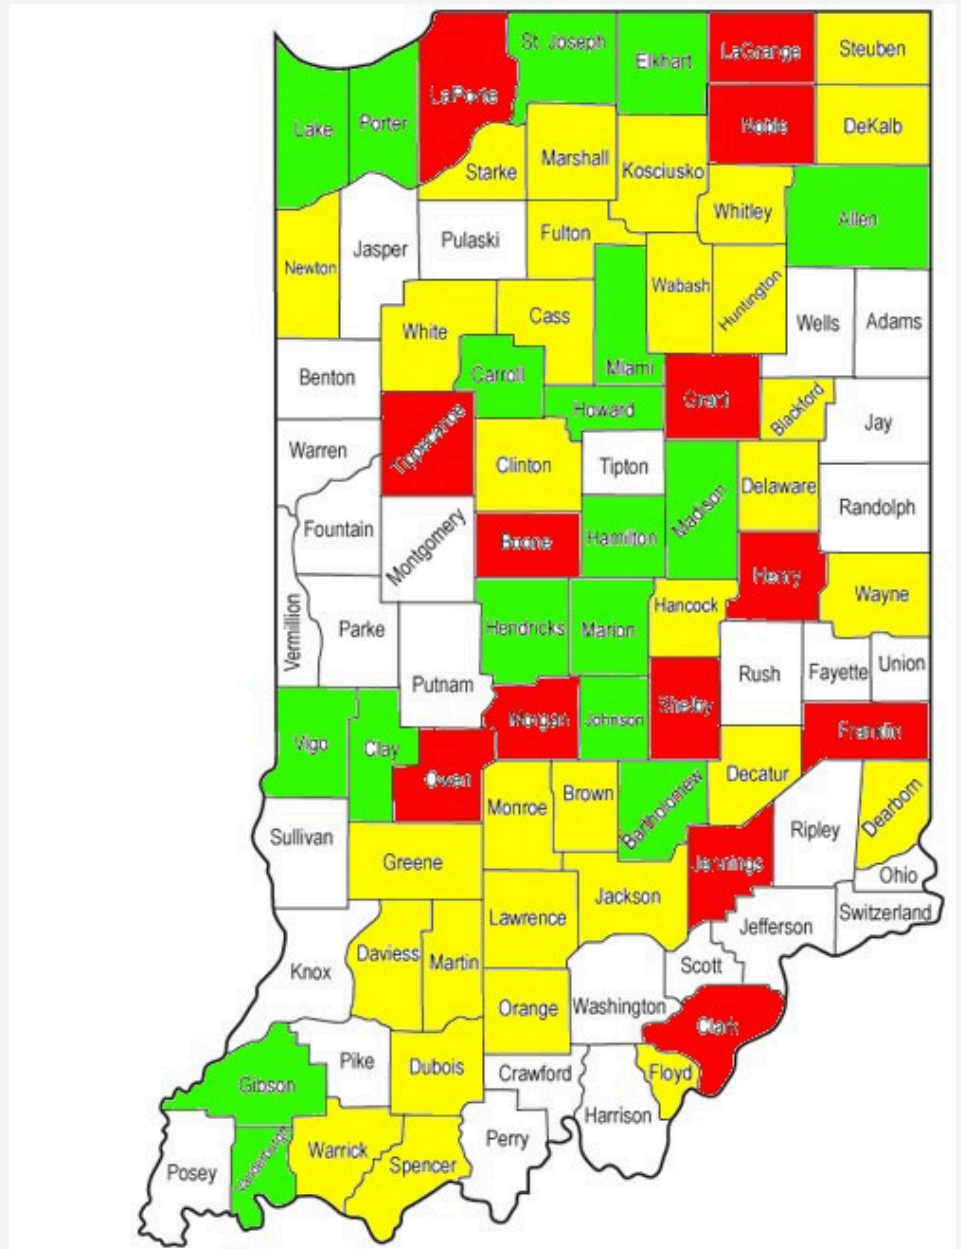 St. Joseph
LaGrange
Steuben
Elkhart
LaPorte
Lake
Porter
Noble
DeKalb
Marshall
Starke
Kosciusko
Whitley
Allen
Fulton
Pulaski
Jasper
Newton
Wabash
Huntington
Cass
White
Wells
Adams
Miami
Carroll
Benton
Grant
Howard
Blackford
Jay
Tippecanoe
Warren
Clinton
Tipton
Delaware
Madison
Randolph
Fountain
Montgomery
Boone
Hamilton
Henry
Wayne
Hancock
Vermillion
Parke
Hendricks
Marion
Putnam
Rush
Fayette
Union
Shelby
Morgan
Johnson
Franklin
Vigo
Clay
Owen
Decatur
Monroe
Brown
Bartholomew
Dearborn
Ripley
Sullivan
Greene
Jennings
Ohio
Jackson
Lawrence
Switzerland
Jefferson
Daviess
Martin
Knox
Scott
Orange
Washington
Clark
Pike
Dubois
Crawford
Floyd
Gibson
Harrison
Perry
Warrick
Spencer
Posey
Vanderburgh